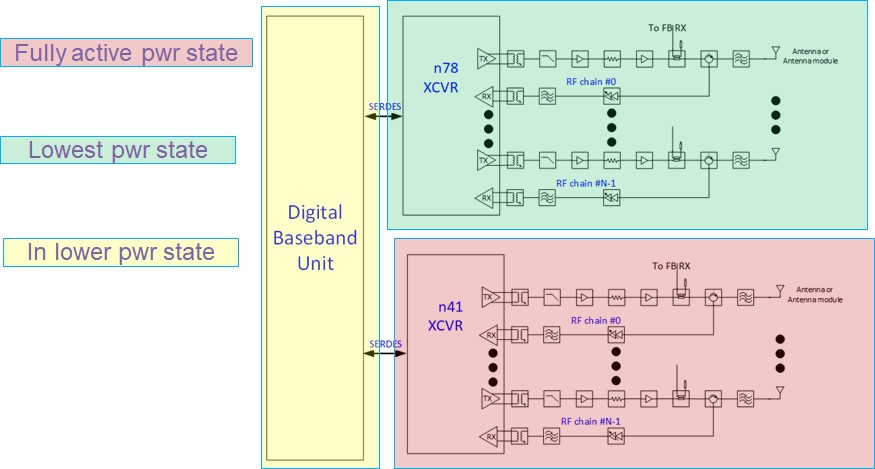 Fully active pwr state
Lowest pwr state
In lower pwr state
Digital
Baseband
Unit
SERDES
SERDES
n78
XCVR
TX
RX
TX
RX
To FB RX
RF chain #0
RF chain #N-1
Antenna or
Antenna module
n41
XCVR
TX
RX
TX
RX
To FB RX
RF chain #0
RF chain #N-1
Antenna or
Antenna module